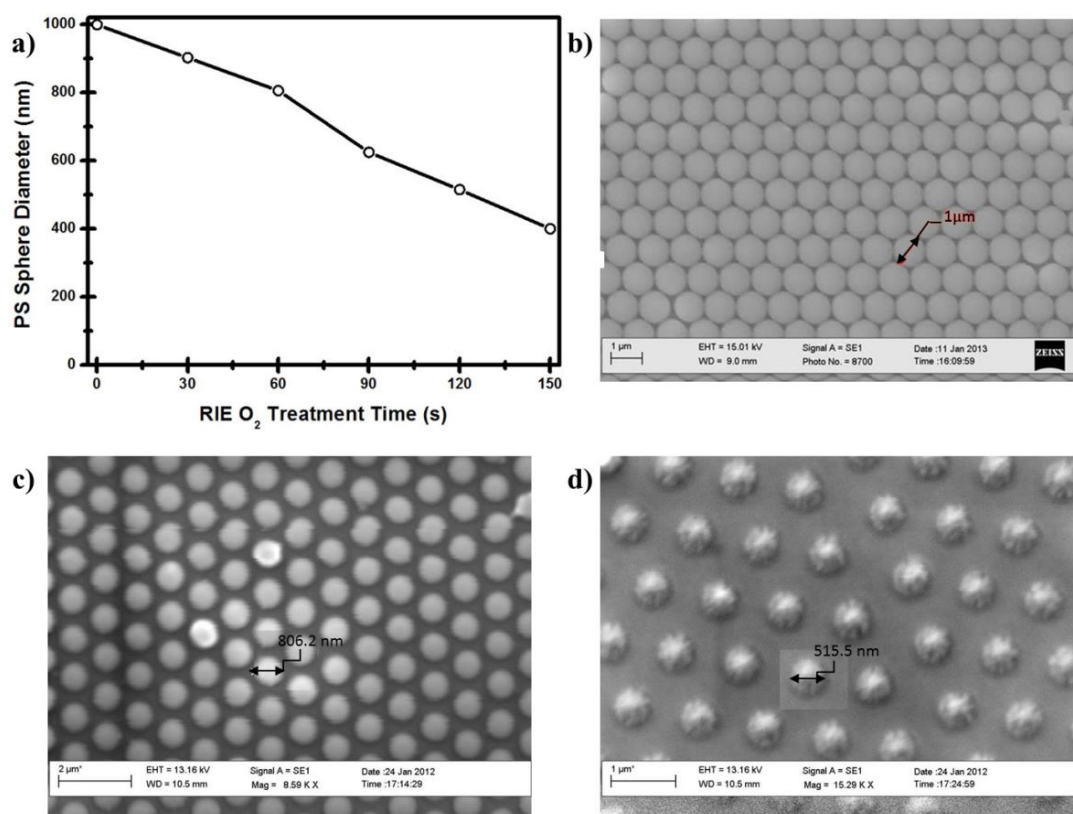 a)
1000
800
600
400
200
0
PS Sphere Diameter (nm)
0 30 60 90 120 150
RIE O₂ Treatment Time (s)
b)
1µm
1 µm
EHT = 15.01 kV Signal A = SE1 Date :11 Jan 2013
WD = 9.0 mm Photo No. = 8700 Time :16:09:59
ZEISS
c)
806.2 nm
2 µm*
EHT = 13.16 kV Signal A = SE1 Date :24 Jan 2012
WD = 10.5 mm Mag = 8.59 K X Time :17:14:29
d)
515.5 nm
1 µm*
EHT = 13.16 kV Signal A = SE1 Date :24 Jan 2012
WD = 10.5 mm Mag = 15.29 K X Time :17:24:59